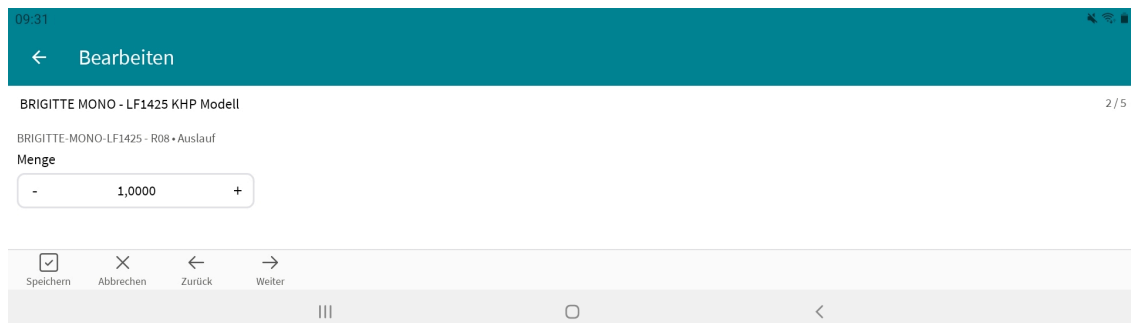 09:31
Bearbeiten
BRIGITTE MONO - LF1425 KHP Modell 2 / 5
BRIGITTE-MONO-LF1425 - R08 • Auslauf
Menge
- 1,0000 +
Speichern Abbrechen Zurück Weiter